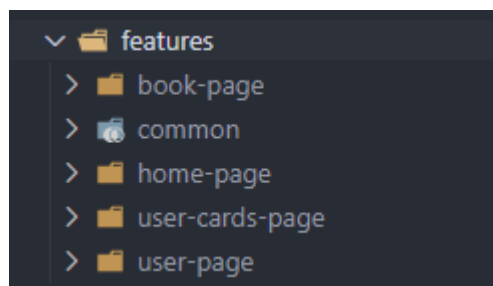 features
book-page
common
home-page
user-cards-page
user-page